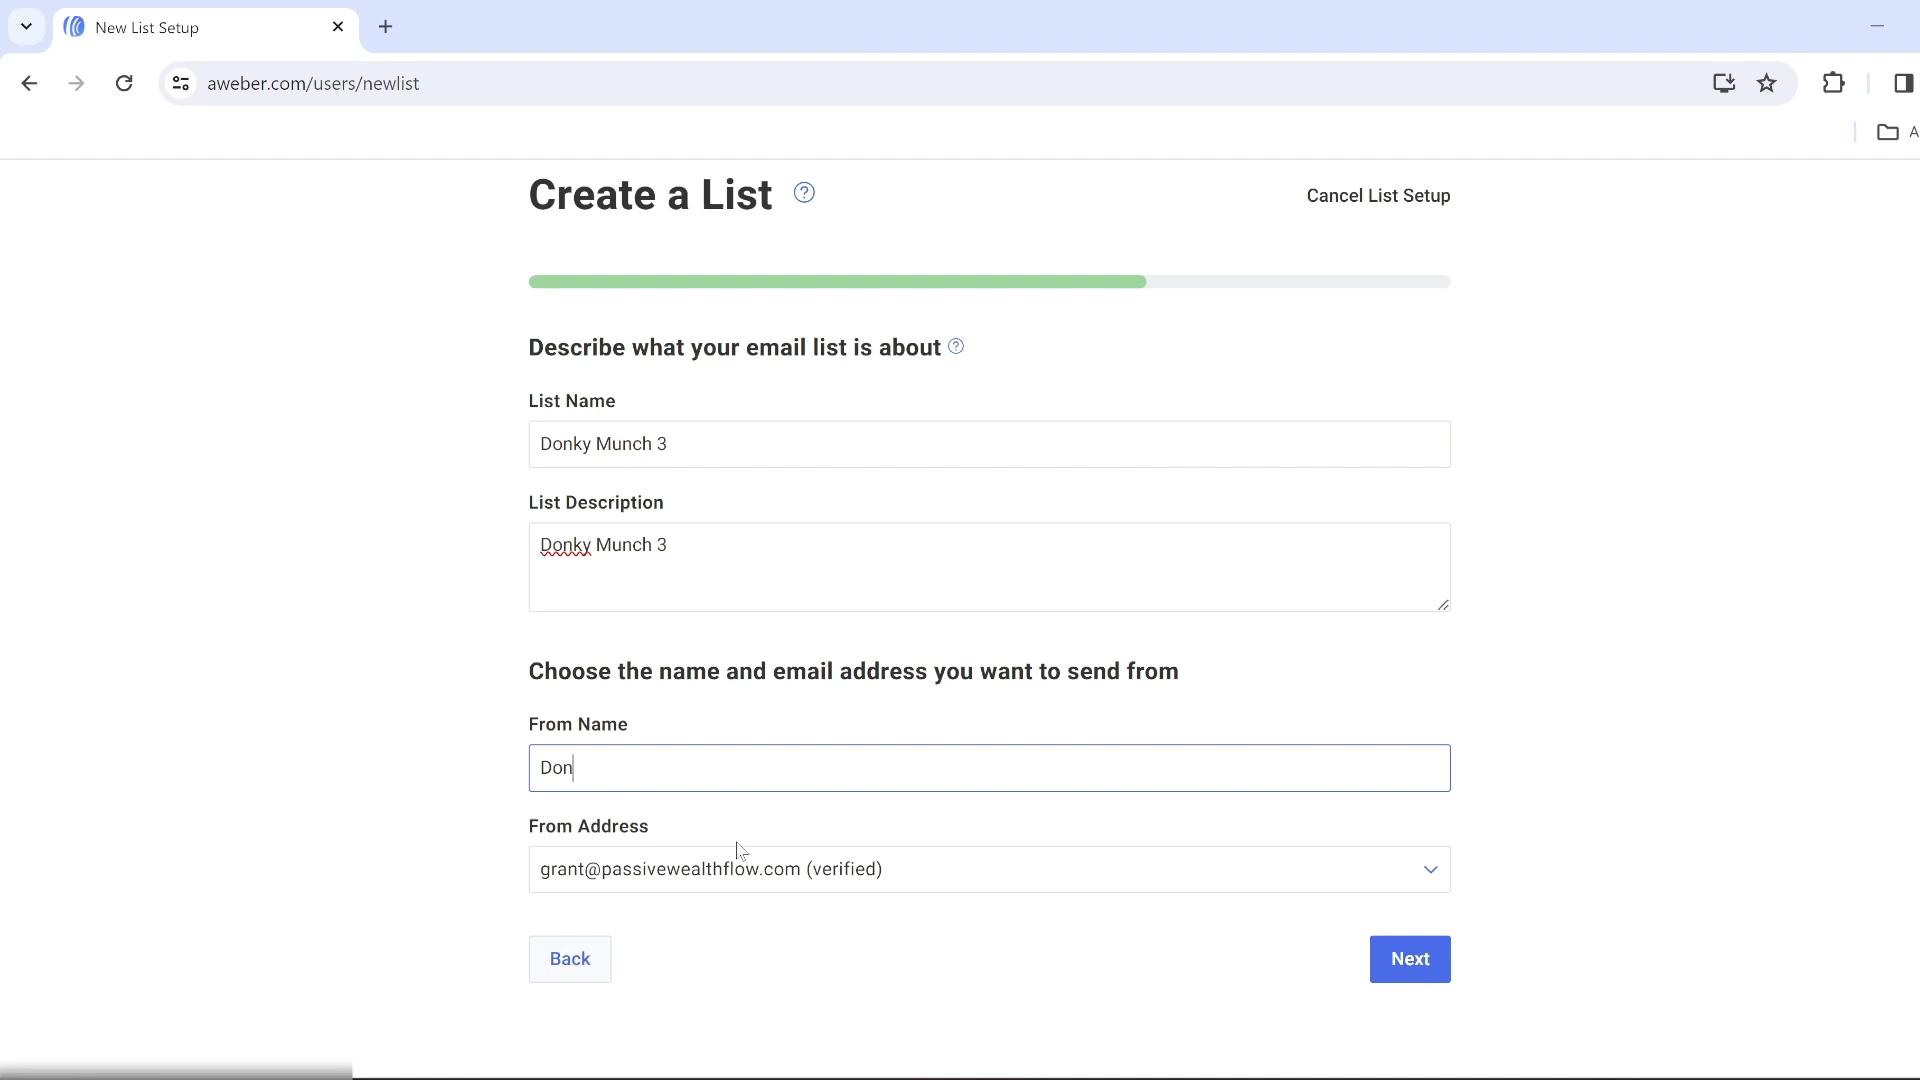 New List Setup
aweber.com/users/newlist
A
Create a List
Cancel List Setup
Describe what your email list is about
List Name
Donky Munch 3
List Description
Donky Munch 3
Choose the name and email address you want to send from
From Name
Don
From Address
grant@passivewealthflow.com (verified)
Back
Next